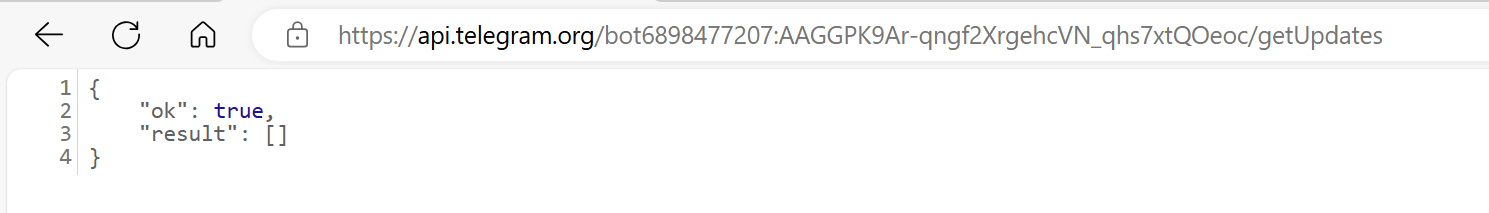 https://api.telegram.org/bot6898477207:AAGGPK9Ar-qngf2XrgehcVN_qhs7xtQOeoc/getUpdates
1 {
2 "ok": true,
3 "result": []
4 }